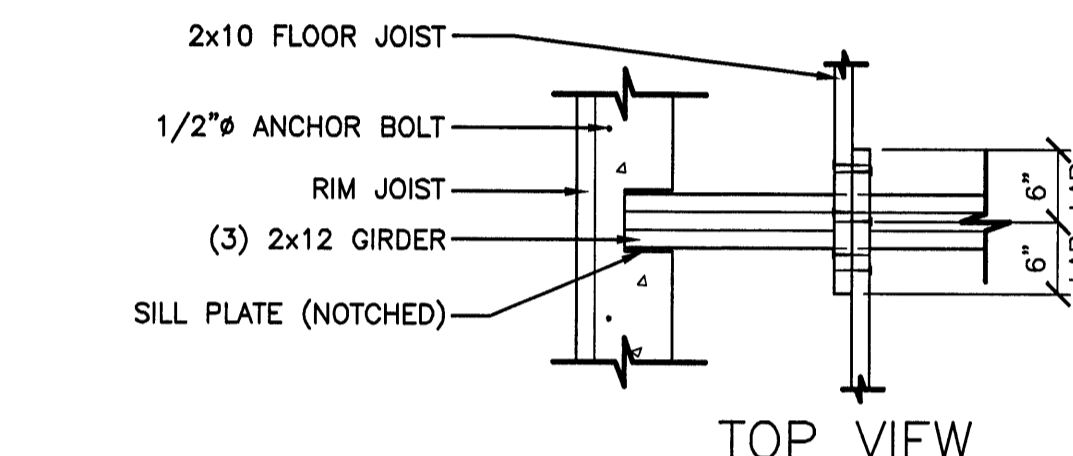 2x10 FLOOR JOIST
1/2"ø ANCHOR BOLT
RIM JOIST
(3) 2x12 GIRDER
SILL PLATE (NOTCHED)
6"
6"
TOP VIEW